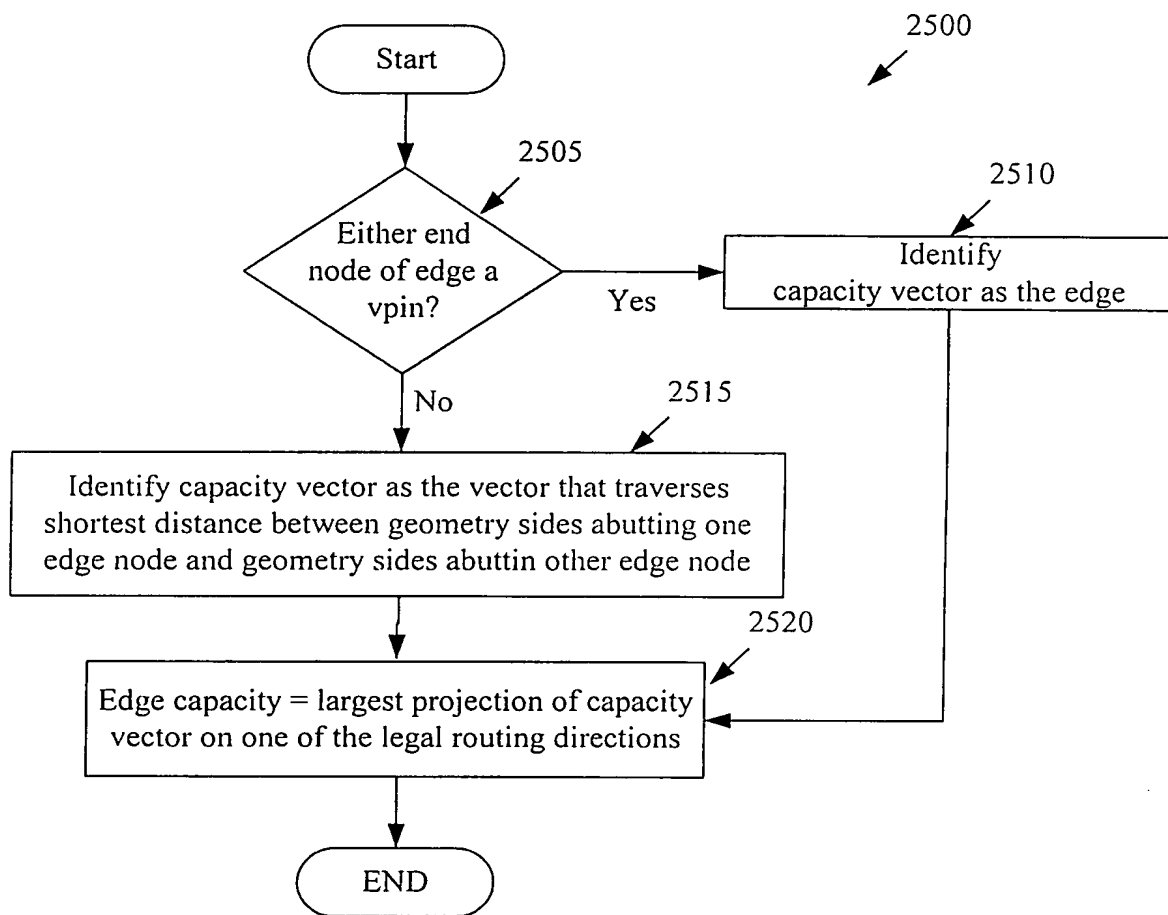 2500
Start
2505
Either end
node of edge a
vpin?
2510
Identify
capacity vector as the edge
Yes
No
2515
Identify capacity vector as the vector that traverses
shortest distance between geometry sides abutting one
edge node and geometry sides abuttin other edge node
2520
Edge capacity = largest projection of capacity
vector on one of the legal routing directions
END